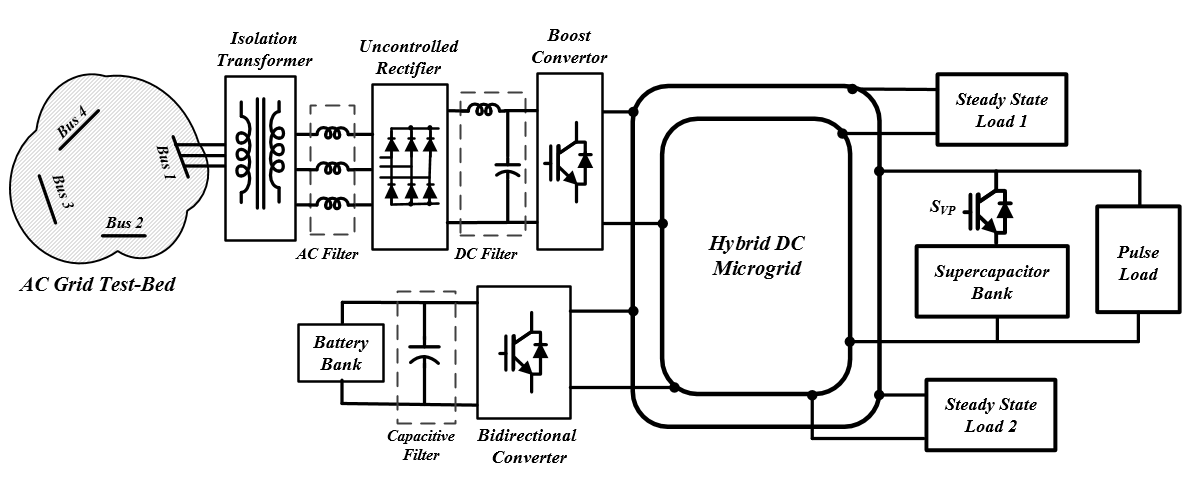 Isolation
Transformer
Uncontrolled
Rectifier
Boost
Convertor
Bus 4
Bus 1
Bus 3
Bus 2
AC Grid Test-Bed
AC Filter
DC Filter
Hybrid DC
Microgrid
Steady State
Load 1
SVP
Supercapacitor
Bank
Pulse
Load
Battery
Bank
Capacitive
Filter
Bidirectional
Converter
Steady State
Load 2